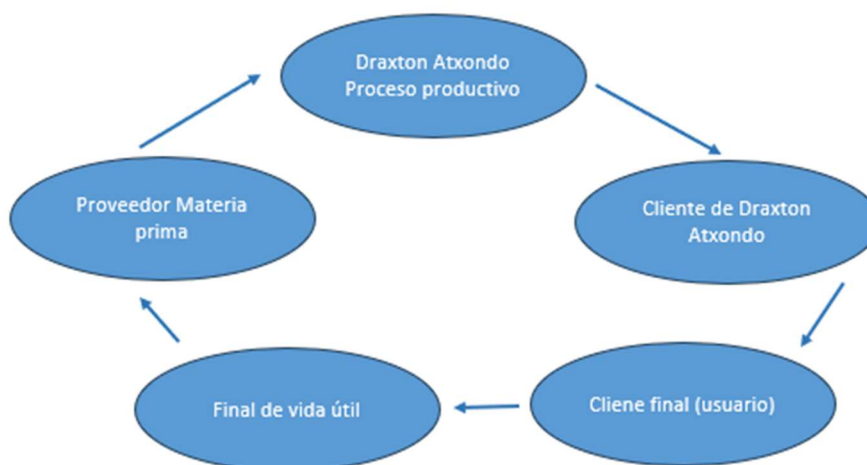 Draxton Atxondo
Proceso productivo
Proveedor Materia
prima
Cliente de Draxton
Atxondo
Final de vida útil
Cliene final (usuario)